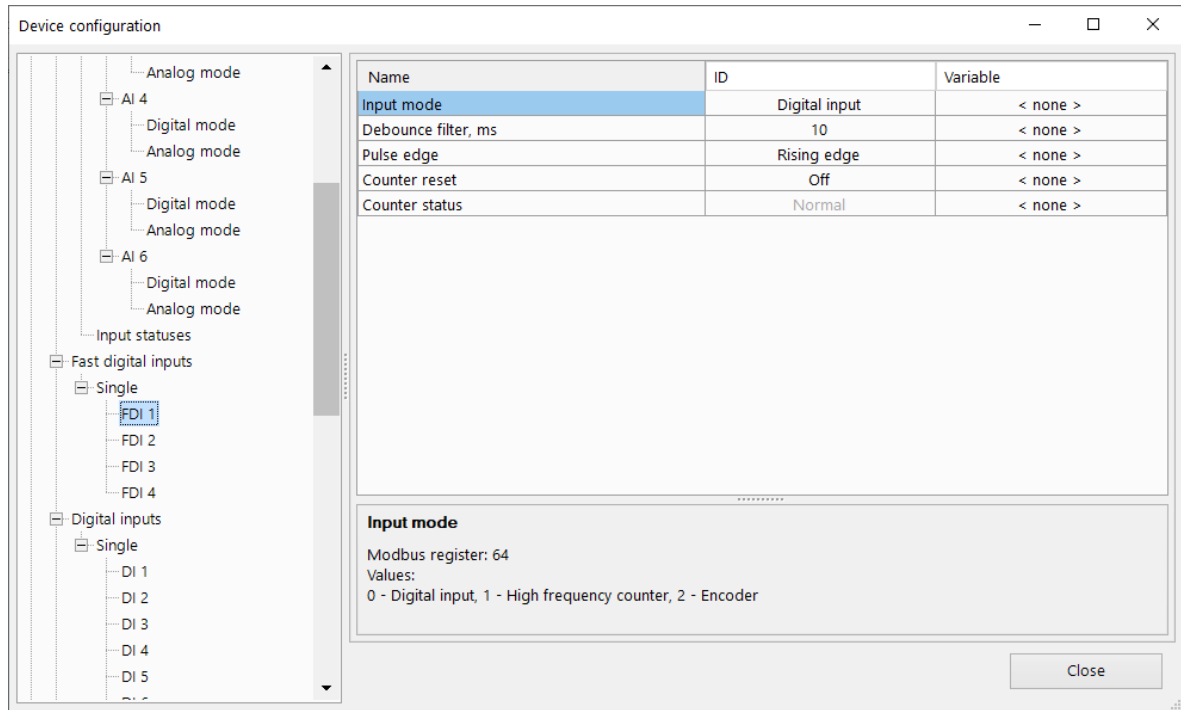 Device configuration
Analog mode
AI 4
Digital mode
Analog mode
AI 5
Digital mode
Analog mode
AI 6
Digital mode
Analog mode
Input statuses
Fast digital inputs
Single
FDI 1
FDI 2
FDI 3
FDI 4
Digital inputs
Single
DI 1
DI 2
DI 3
DI 4
DI 5
Name ID Variable
Input mode Digital input < none >
Debounce filter, ms 10 < none >
Pulse edge Rising edge < none >
Counter reset Off < none >
Counter status Normal < none >
Input mode
Modbus register: 64
Values:
0 - Digital input, 1 - High frequency counter, 2 - Encoder
Close